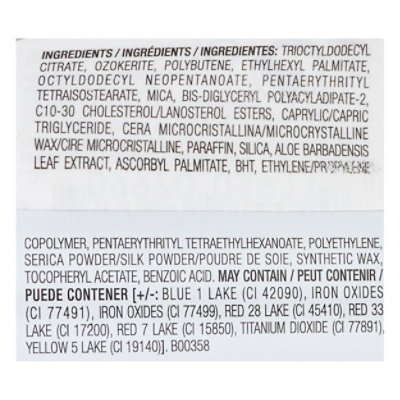 INGREDIENTS / INGRÉDIENTS / INGREDIENTES: TRIOCTYLDODECYL
CITRATE, OZOKERITE, POLYBUTENE, ETHYLHEXYL PALMITATE,
OCTYLDODECYL NEOPENTANOATE, PENTAERYTHRITYL
TETRAISOSTEARATE, MICA, BIS-DIGLYCERYL POLYACYLADIPATE-2,
C10-30 CHOLESTEROL/LANOSTEROL ESTERS, CAPRYLIC/CAPRIC
TRIGLYCERIDE, CERA MICROCRISTALLINA/MICROCRYSTALLINE
WAX/CIRE MICROCRISTALLINE, PARAFFIN, SILICA, ALOE BARBADENSIS
LEAF EXTRACT, ASCORBYL PALMITATE, BHT, ETHYLENE/PROPYLENE
COPOLYMER, PENTAERYTHRITYL TETRAETHYLHEXANOATE, POLYETHYLENE,
SERICA POWDER/SILK POWDER/POUDRE DE SOIE, SYNTHETIC WAX,
TOCOPHERYL ACETATE, BENZOIC ACID. MAY CONTAIN / PEUT CONTENIR /
PUEDE CONTENER [+/-: BLUE 1 LAKE (CI 42090), IRON OXIDES
(CI 77491), IRON OXIDES (CI 77499), RED 28 LAKE (CI 45410), RED 33
LAKE (CI 17200), RED 7 LAKE (CI 15850), TITANIUM DIOXIDE (CI 77891),
YELLOW 5 LAKE (CI 19140)]. B00358